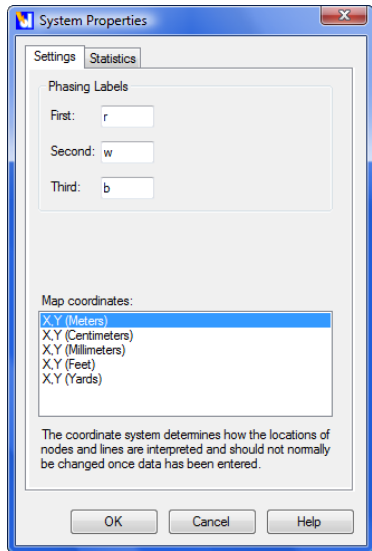 System Properties
Settings Statistics
Phasing Labels
First: r
Second: w
Third: b
Map coordinates:
X,Y (Meters)
X,Y (Centimeters)
X,Y (Millimeters)
X,Y (Feet)
X,Y (Yards)
The coordinate system determines how the locations of
nodes and lines are interpreted and should not normally
be changed once data has been entered.
OK Cancel Help